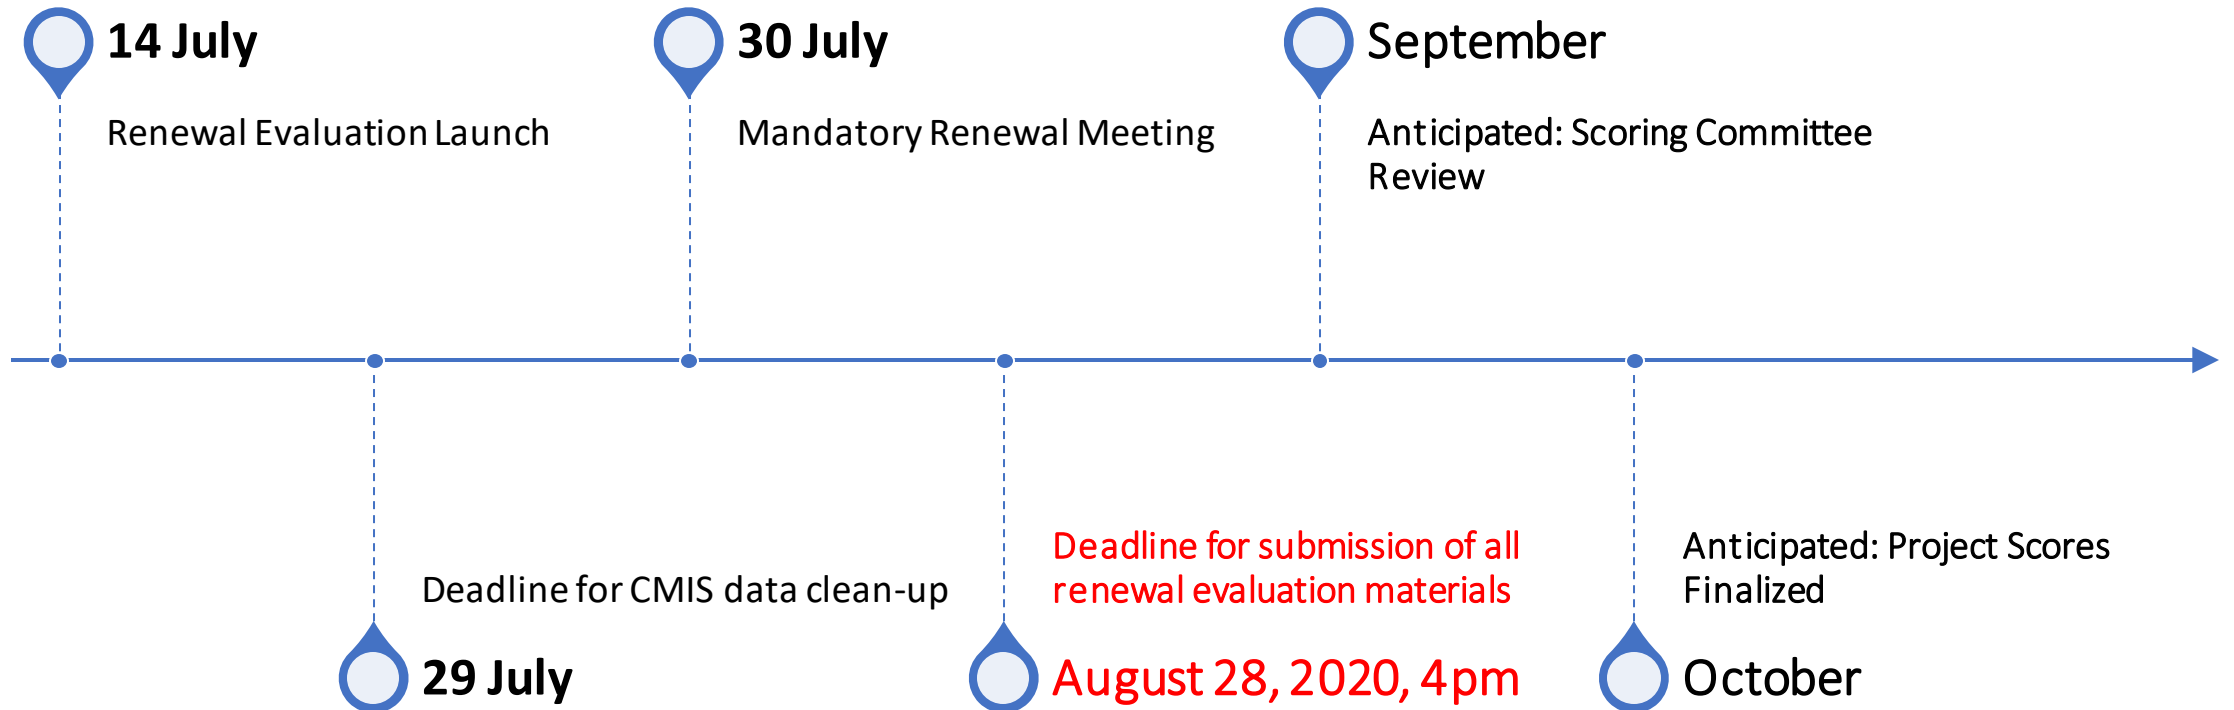 14 July
Renewal Evaluation Launch
30 July
Mandatory Renewal Meeting
September
Anticipated: Scoring Committee
Review
Deadline for CMIS data clean-up
29 July
Deadline for submission of all
renewal evaluation materials
August 28, 2020, 4pm
Anticipated: Project Scores
Finalized
October